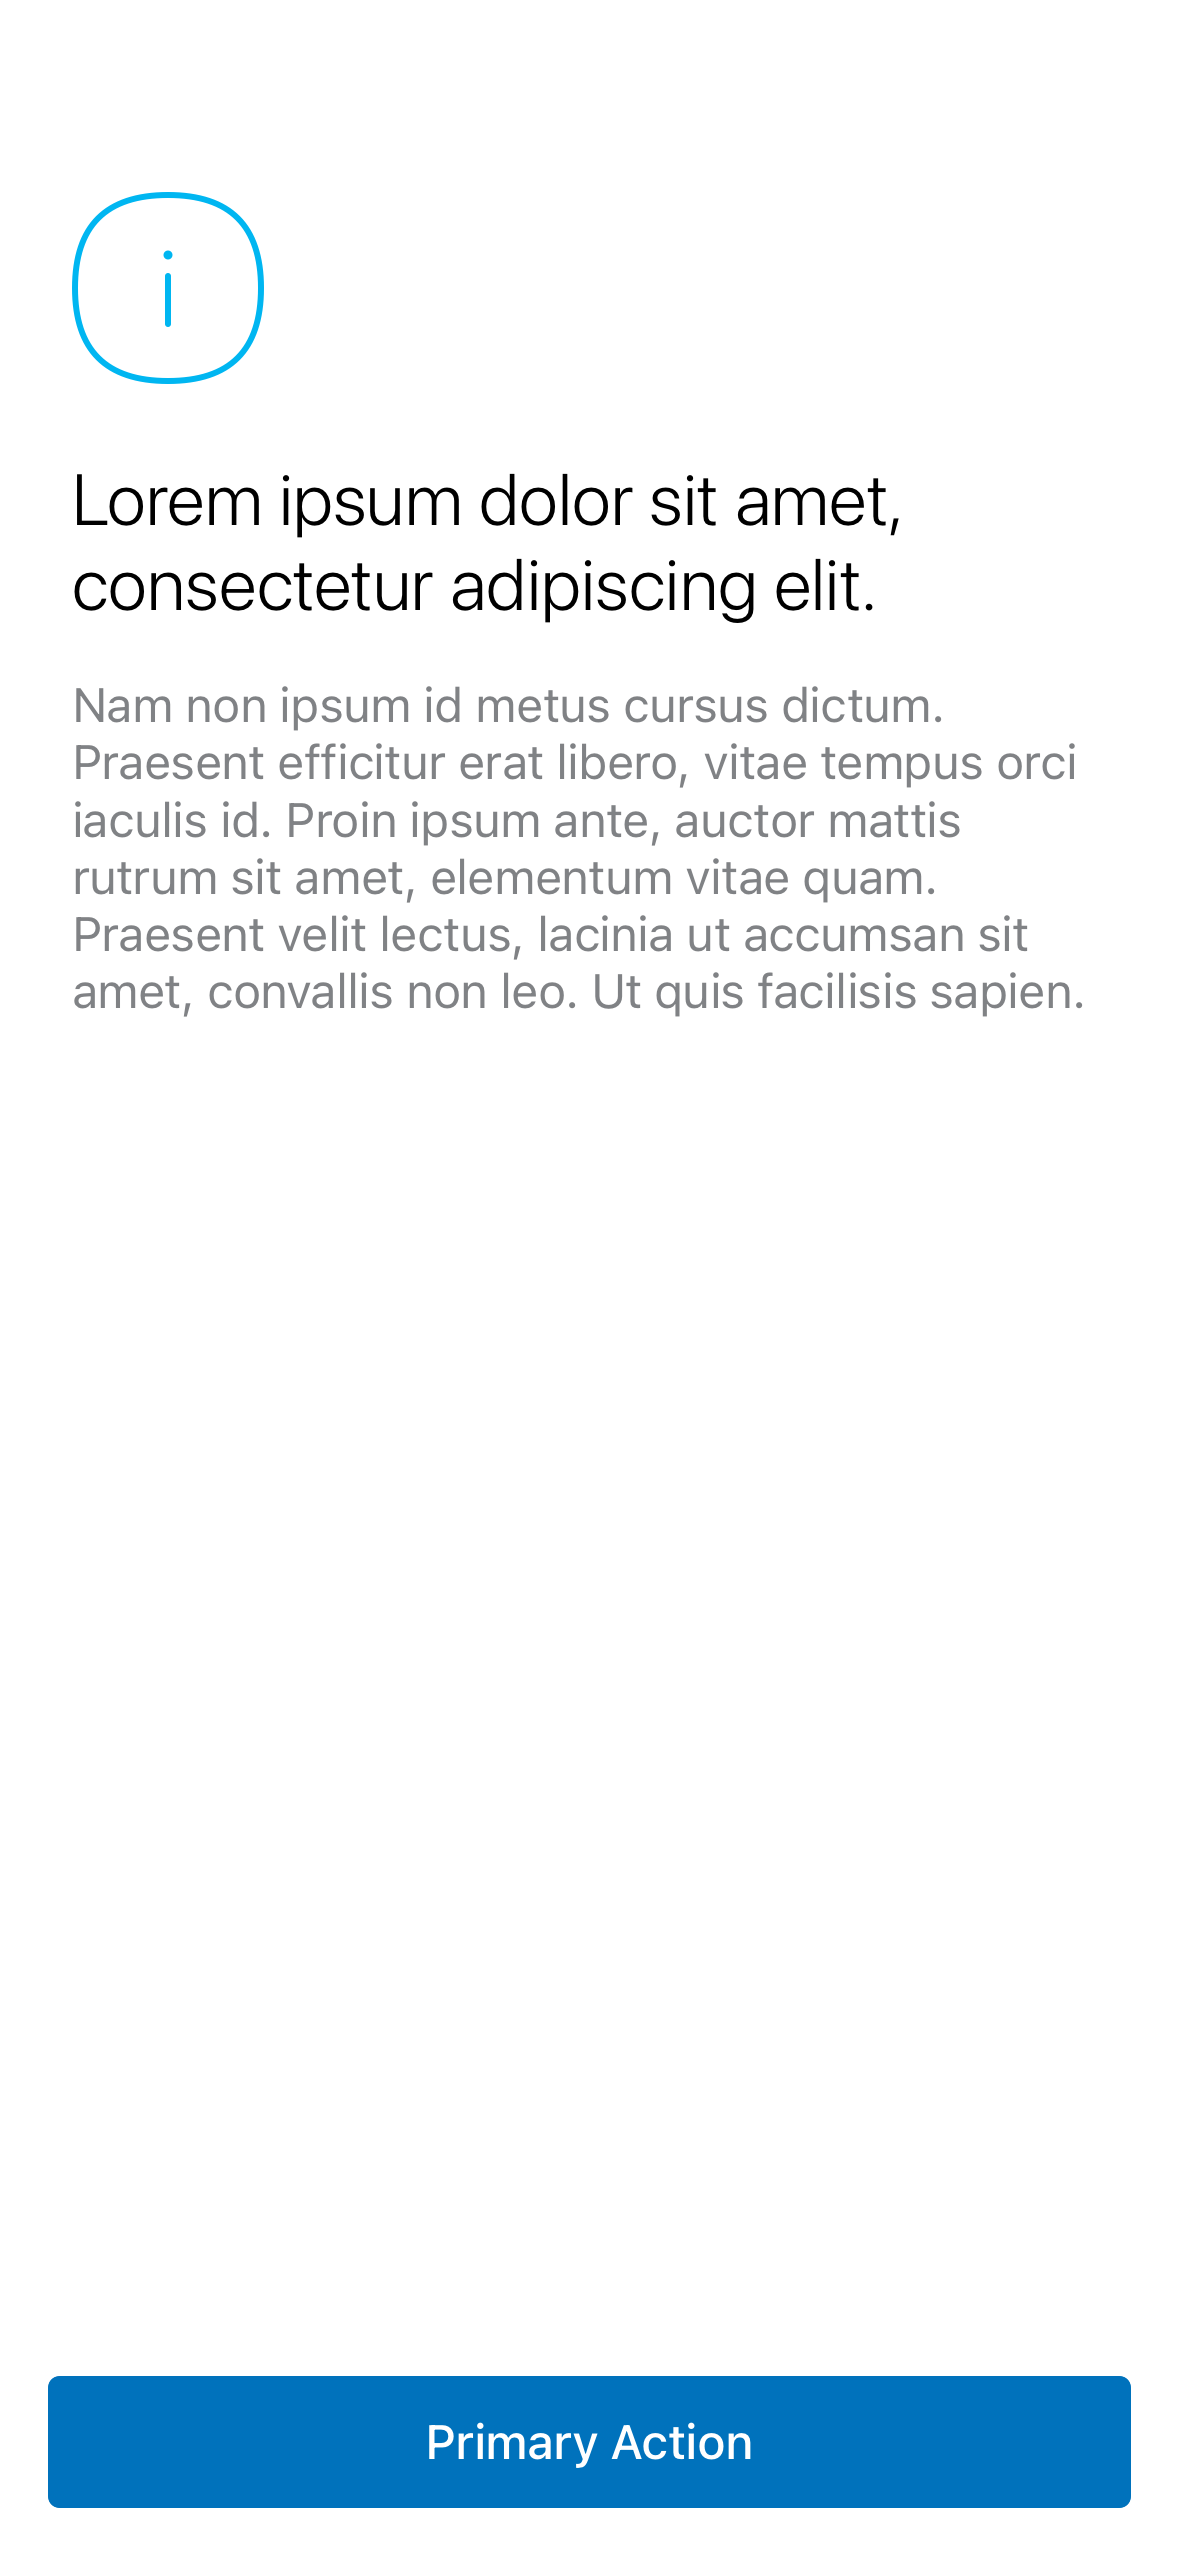 Lorem ipsum dolor sit amet,
consectetur adipiscing elit.
Nam non ipsum id metus cursus dictum.
Praesent efficitur erat libero, vitae tempus orci
iaculis id. Proin ipsum ante, auctor mattis
rutrum sit amet, elementum vitae quam.
Praesent velit lectus, lacinia ut accumsan sit
amet, convallis non leo. Ut quis facilisis sapien.
Primary Action